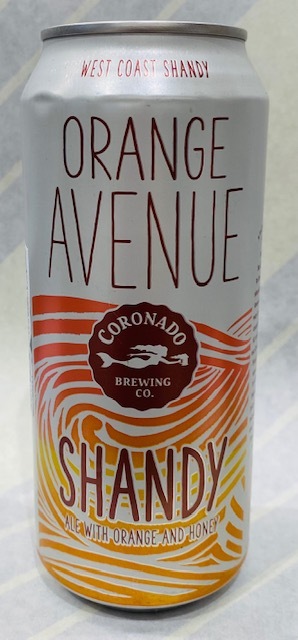 WEST COAST SHANDY
ORANGE
AVENUE
CORONADO
BREWING
CO.
SHANDY
ALE WITH ORANGE AND HONEY